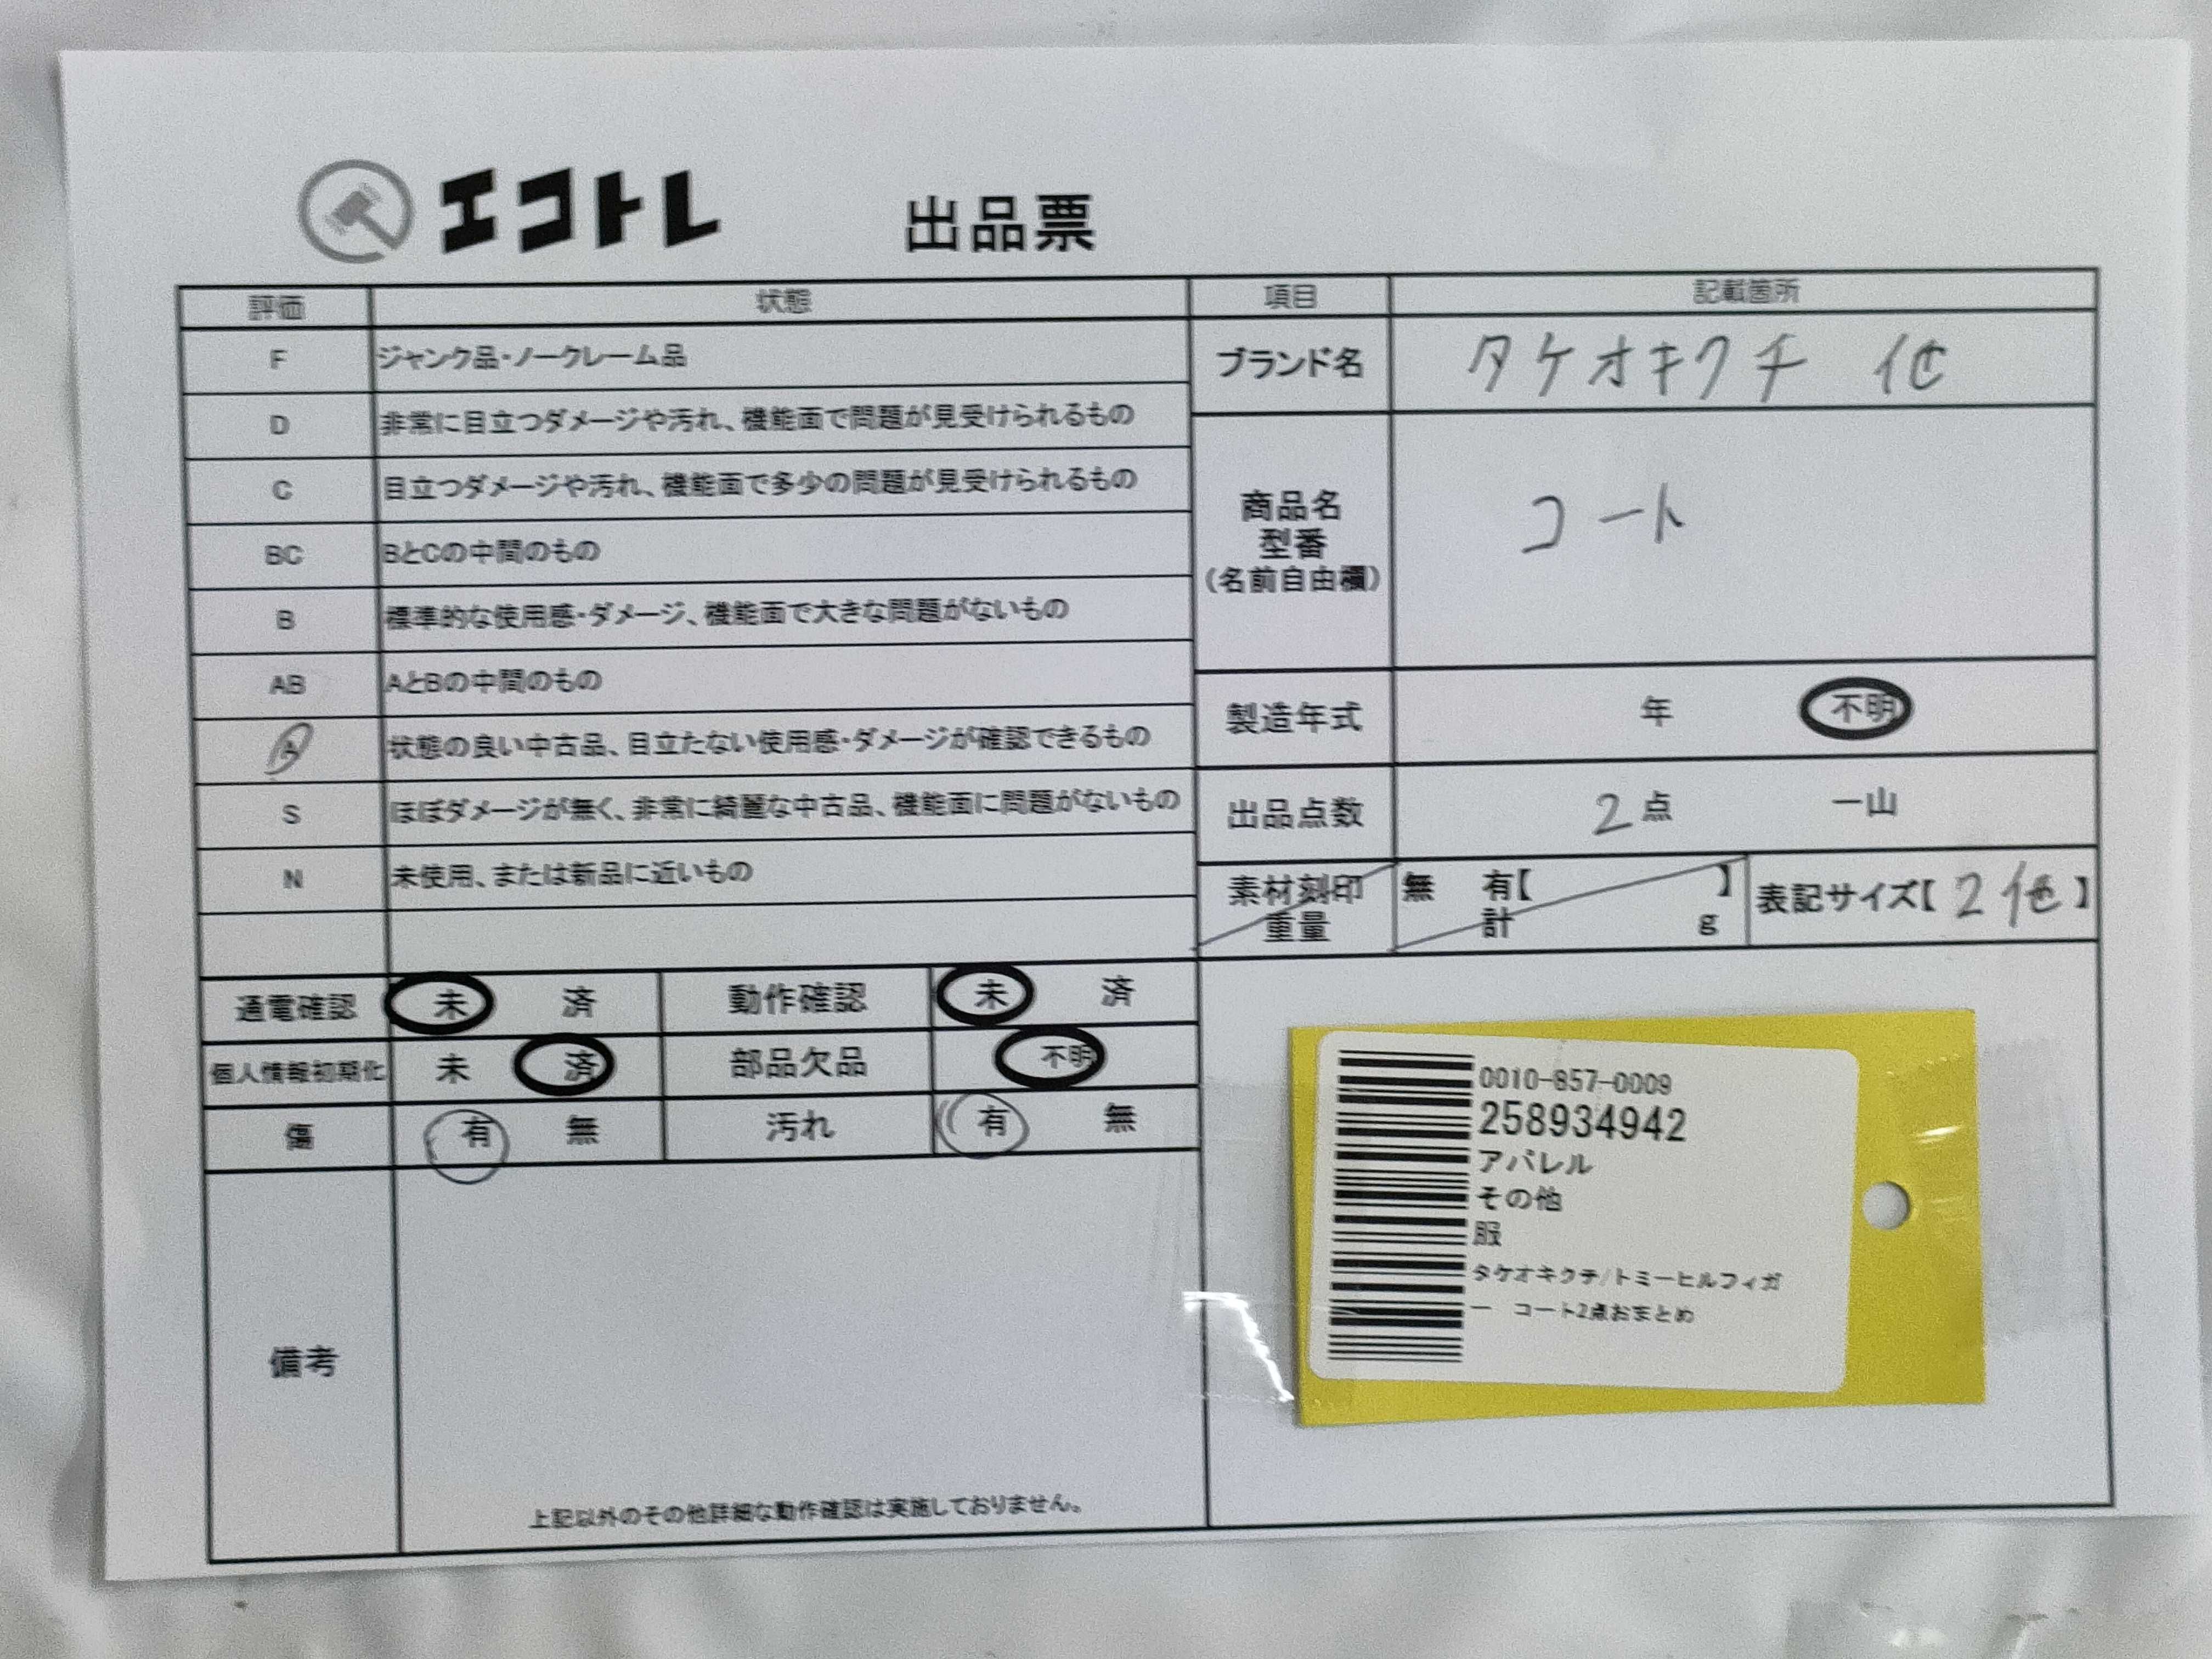 エコトレ 出品票
評価 状態
F ジャンク品・ノークレーム品
D 非常に目立つダメージや汚れ、機能面で問題が見受けられるもの
C 目立つダメージや汚れ、機能面で多少の問題が見受けられるもの
BC BとCの中間のもの
B 標準的な使用感・ダメージ、機能面で大きな問題がないもの
AB AとBの中間のもの
A 状態の良い中古品、目立たない使用感・ダメージが確認できるもの
S ほぼダメージが無く、非常に綺麗な中古品、機能面に問題がないもの
N 未使用、または新品に近いもの
通電確認 未 済 動作確認 未 済
個人情報初期化 未 済 部品欠品 不明
傷 有 無 汚れ 有 無
備考
上記以外のその他詳細な動作確認は実施しておりません。
項目 記載箇所
ブランド名 タケオキクチ 他
商品名
型番
(名前自由欄)
コート
製造年式 年 不明
出品点数 2点 一山
素材刻印 無 有【 】
重量 計 g
表記サイズ【2他】
0010-857-0009
258934942
アパレル
その他
服
タケオキクチ/トミーヒルフィガ
ー コート2点おまとめ